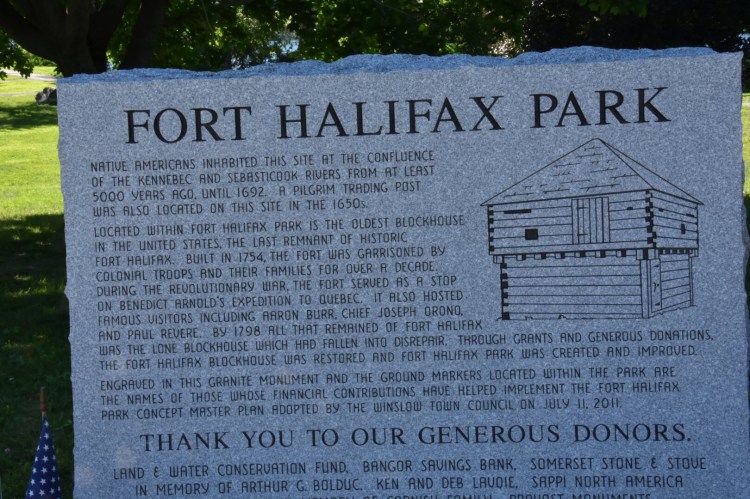 FORT HALIFAX PARK
NATIVE AMERICANS INHABITED THIS SITE AT THE CONFLUENCE
OF THE KENNEBEC AND SEBASTICOOK RIVERS FROM AT LEAST
5000 YEARS AGO, UNTIL 1692. A PILGRIM TRADING POST
WAS ALSO LOCATED ON THIS SITE IN THE 1650s.
LOCATED WITHIN FORT HALIFAX PARK IS THE OLDEST BLOCKHOUSE
IN THE UNITED STATES, THE LAST REMNANT OF HISTORIC
FORT HALIFAX. BUILT IN 1754, THE FORT WAS GARRISONED BY
COLONIAL TROOPS AND THEIR FAMILIES FOR OVER A DECADE.
DURING THE REVOLUTIONARY WAR, THE FORT SERVED AS A STOP
ON BENEDICT ARNOLD'S EXPEDITION TO QUEBEC. IT ALSO HOSTED
FAMOUS VISITORS INCLUDING AARON BURR, CHIEF JOSEPH ORONO,
AND PAUL REVERE. BY 1798 ALL THAT REMAINED OF FORT HALIFAX
WAS THE LONE BLOCKHOUSE WHICH HAD FALLEN INTO DISREPAIR. THROUGH GRANTS AND GENEROUS DONATIONS,
THE FORT HALIFAX BLOCKHOUSE WAS RESTORED AND FORT HALIFAX PARK WAS CREATED AND IMPROVED.
ENGRAVED IN THIS GRANITE MONUMENT AND THE GROUND MARKERS LOCATED WITHIN THE PARK ARE
THE NAMES OF THOSE WHOSE FINANCIAL CONTRIBUTIONS HAVE HELPED IMPLEMENT THE FORT HALIFAX
PARK CONCEPT MASTER PLAN ADOPTED BY THE WINSLOW TOWN COUNCIL ON JULY 11, 2011.
THANK YOU TO OUR GENEROUS DONORS.
LAND & WATER CONSERVATION FUND, BANGOR SAVINGS BANK, SOMERSET STONE & STOVE
IN MEMORY OF ARTHUR G. BOLDUC, KEN AND DEB LAVOIE, SAPPI NORTH AMERICA